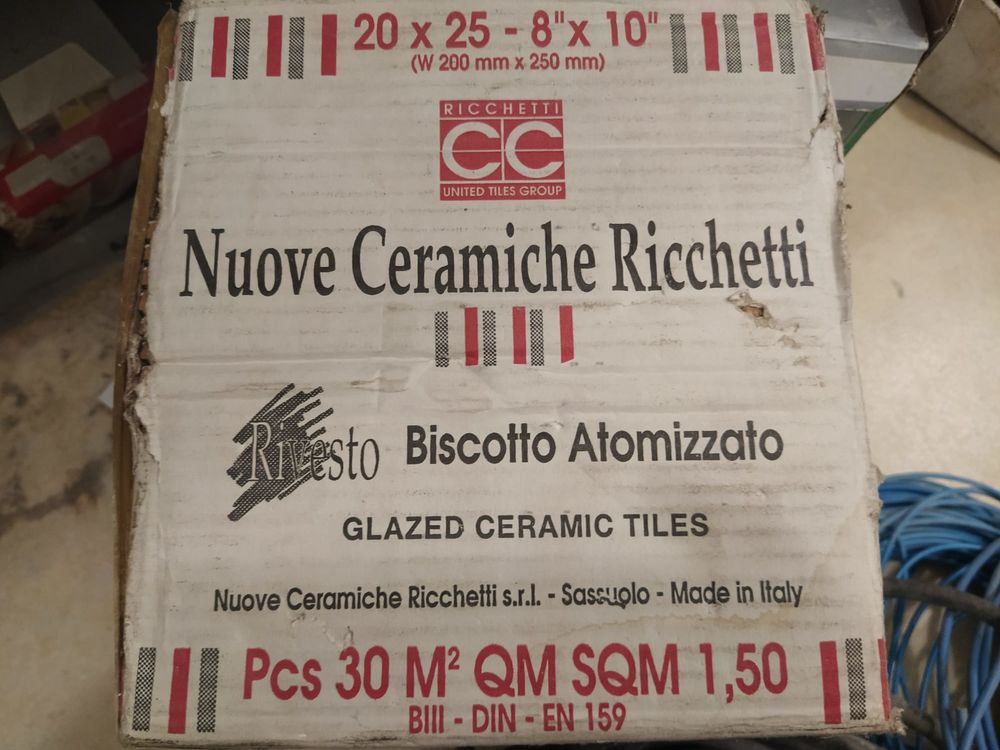 20 x 25 - 8" x 10"
(W 200 mm x 250 mm)
RICCHETTI
CC
UNITED TILES GROUP
Nuove Ceramiche Ricchetti
Rivesto Biscotto Atomizzato
GLAZED CERAMIC TILES
Nuove Ceramiche Ricchetti s.r.l. - Sassuolo - Made in Italy
Pcs 30 M² QM SQM 1,50
BIII - DIN - EN 159